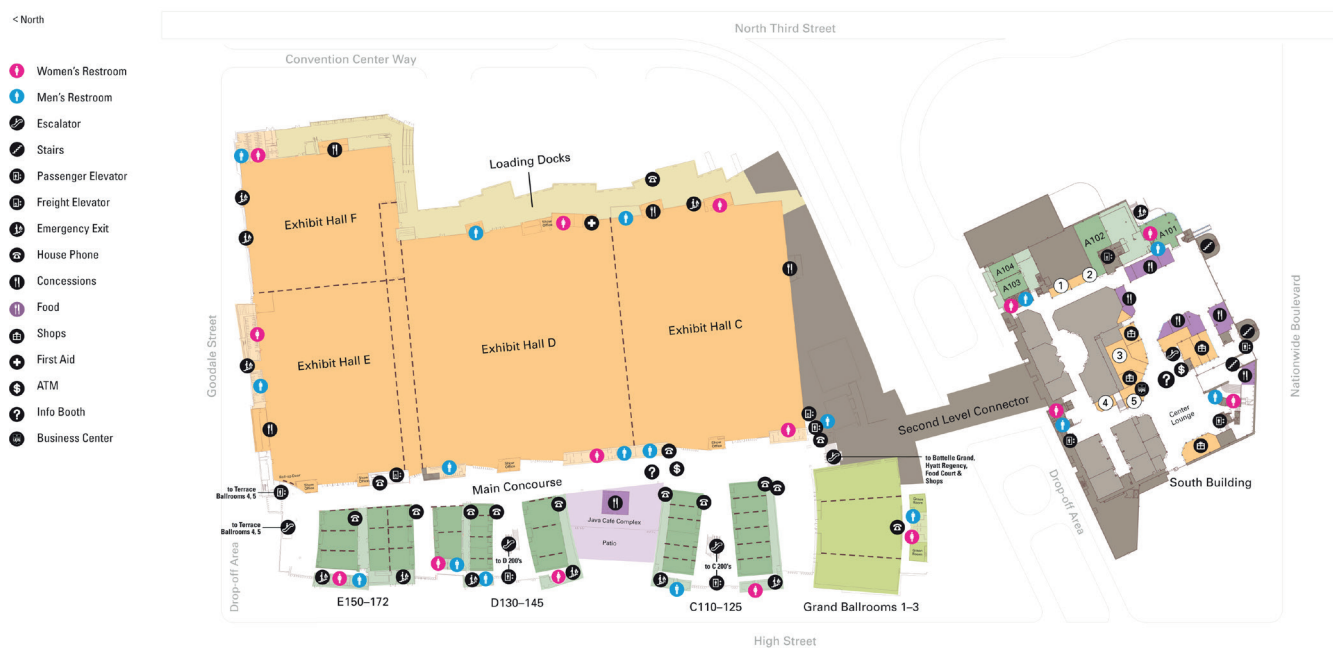 < North
North Third Street
Convention Center Way
Women's Restroom
Men's Restroom
Escalator
Stairs
Passenger Elevator
Freight Elevator
Emergency Exit
House Phone
Concessions
Food
Shops
First Aid
ATM
Info Booth
Business Center
Loading Docks
Exhibit Hall F
Exhibit Hall E
Exhibit Hall D
Exhibit Hall C
Goodale Street
A104
A103
A102
A101
1
2
3
4
5
Center
Lounge
Nationwide Boulevard
Second Level Connector
to Battelle Grand,
Hyatt Regency,
Food Court &
Shops
South Building
Drop-off Area
Show
Office
Show
Office
Main Concourse
to Terrace
Ballrooms 4, 5
to Terrace
Ballrooms 4, 5
Java Café Complex
Patio
to D 200's
to C 200's
Drop-off Area
E150–172
D130–145
C110–125
Grand Ballrooms 1–3
High Street